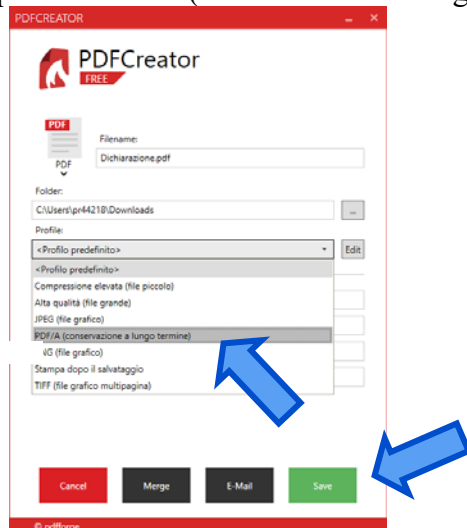 PDFCREATOR
PDFCreator
FREE
PDF
PDF
Filename:
Dichiarazione.pdf
Folder:
C:\Users\pr44218\Downloads
...
Profile:
<Profilo predefinito>
Edit
<Profilo predefinito>
Compressione elevata (file piccolo)
Alta qualità (file grande)
JPEG (file grafico)
PDF/A (conservazione a lungo termine)
NG (file grafico)
Stampa dopo il salvataggio
TIFF (file grafico multipagina)
Cancel
Merge
E-Mail
Save
© pdfforge